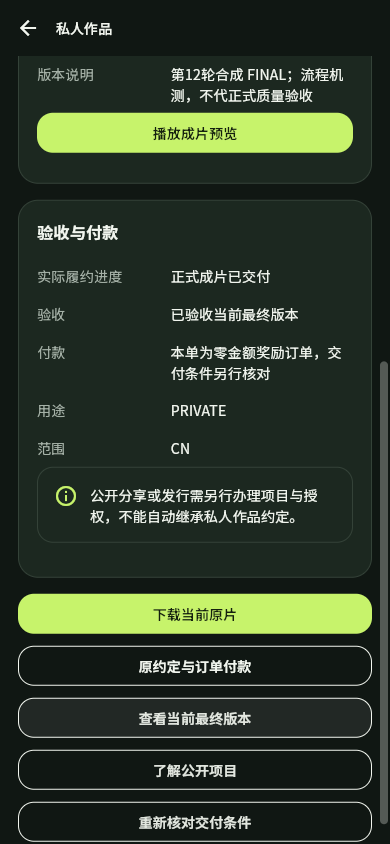 私人作品
版本说明
第12轮合成 FINAL；流程机
测，不代正式质量验收
播放成片预览
验收与付款
实际履约进度
正式成片已交付
验收
已验收当前最终版本
付款
本单为零金额奖励订单，交
付条件另行核对
用途
PRIVATE
范围
CN
公开分享或发行需另行办理项目与授
权，不能自动继承私人作品约定。
下载当前原片
原约定与订单付款
查看当前最终版本
了解公开项目
重新核对交付条件